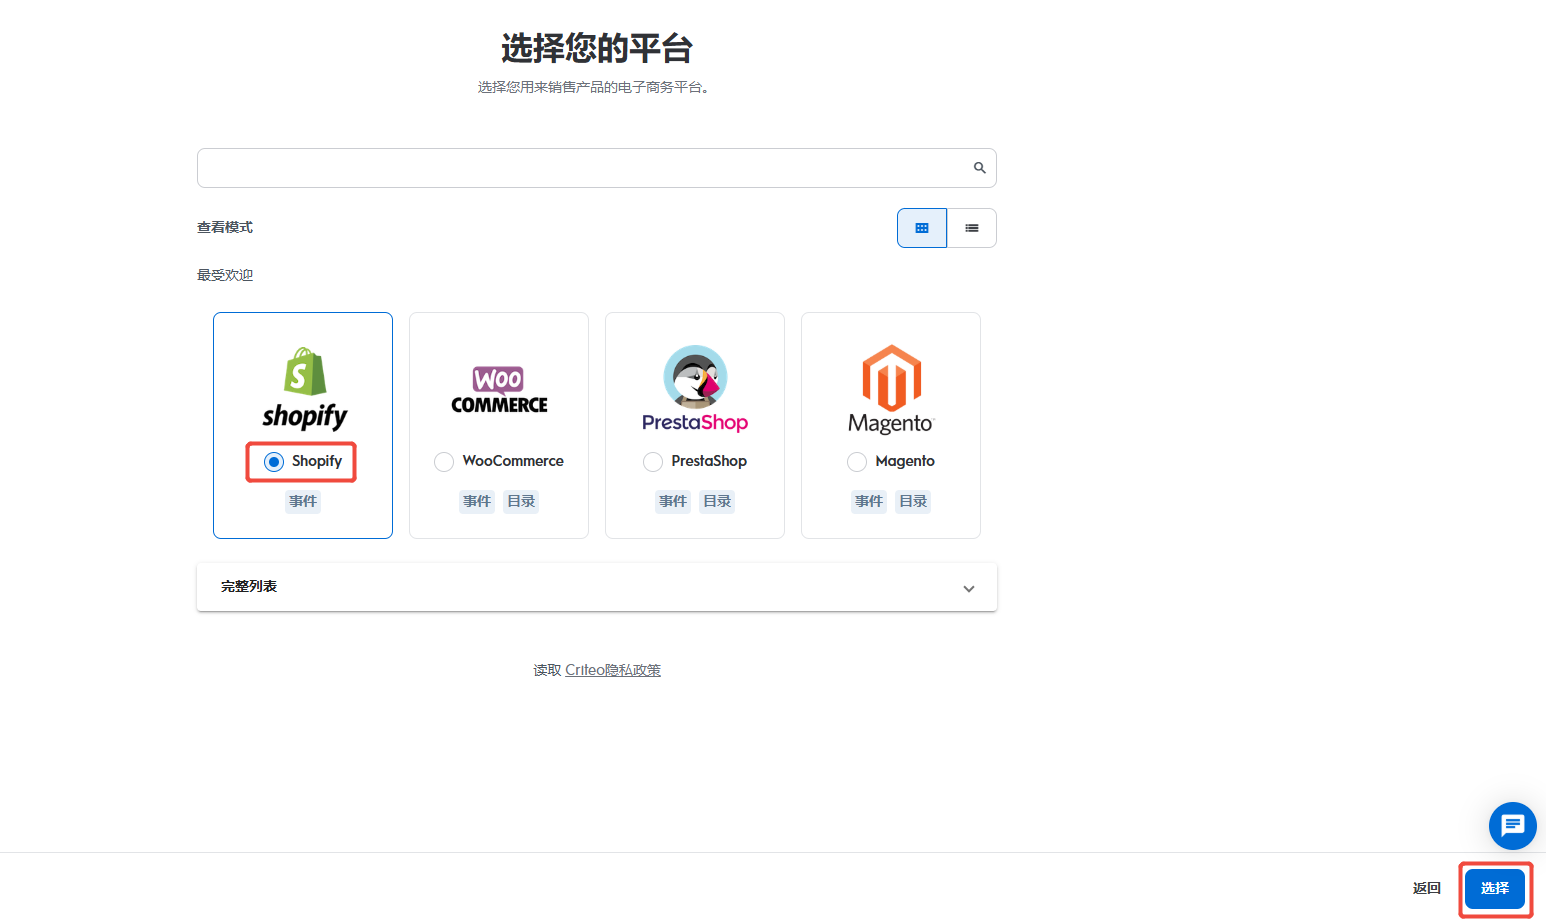 选择您的平台
选择您用来销售产品的电子商务平台。
查看模式
最受欢迎
shopify
WOO COMMERCE
PrestaShop
Magento
Shopify
WooCommerce
PrestaShop
Magento
事件
事件 目录
事件 目录
事件 目录
完整列表
读取 Criteo隐私政策
返回 选择